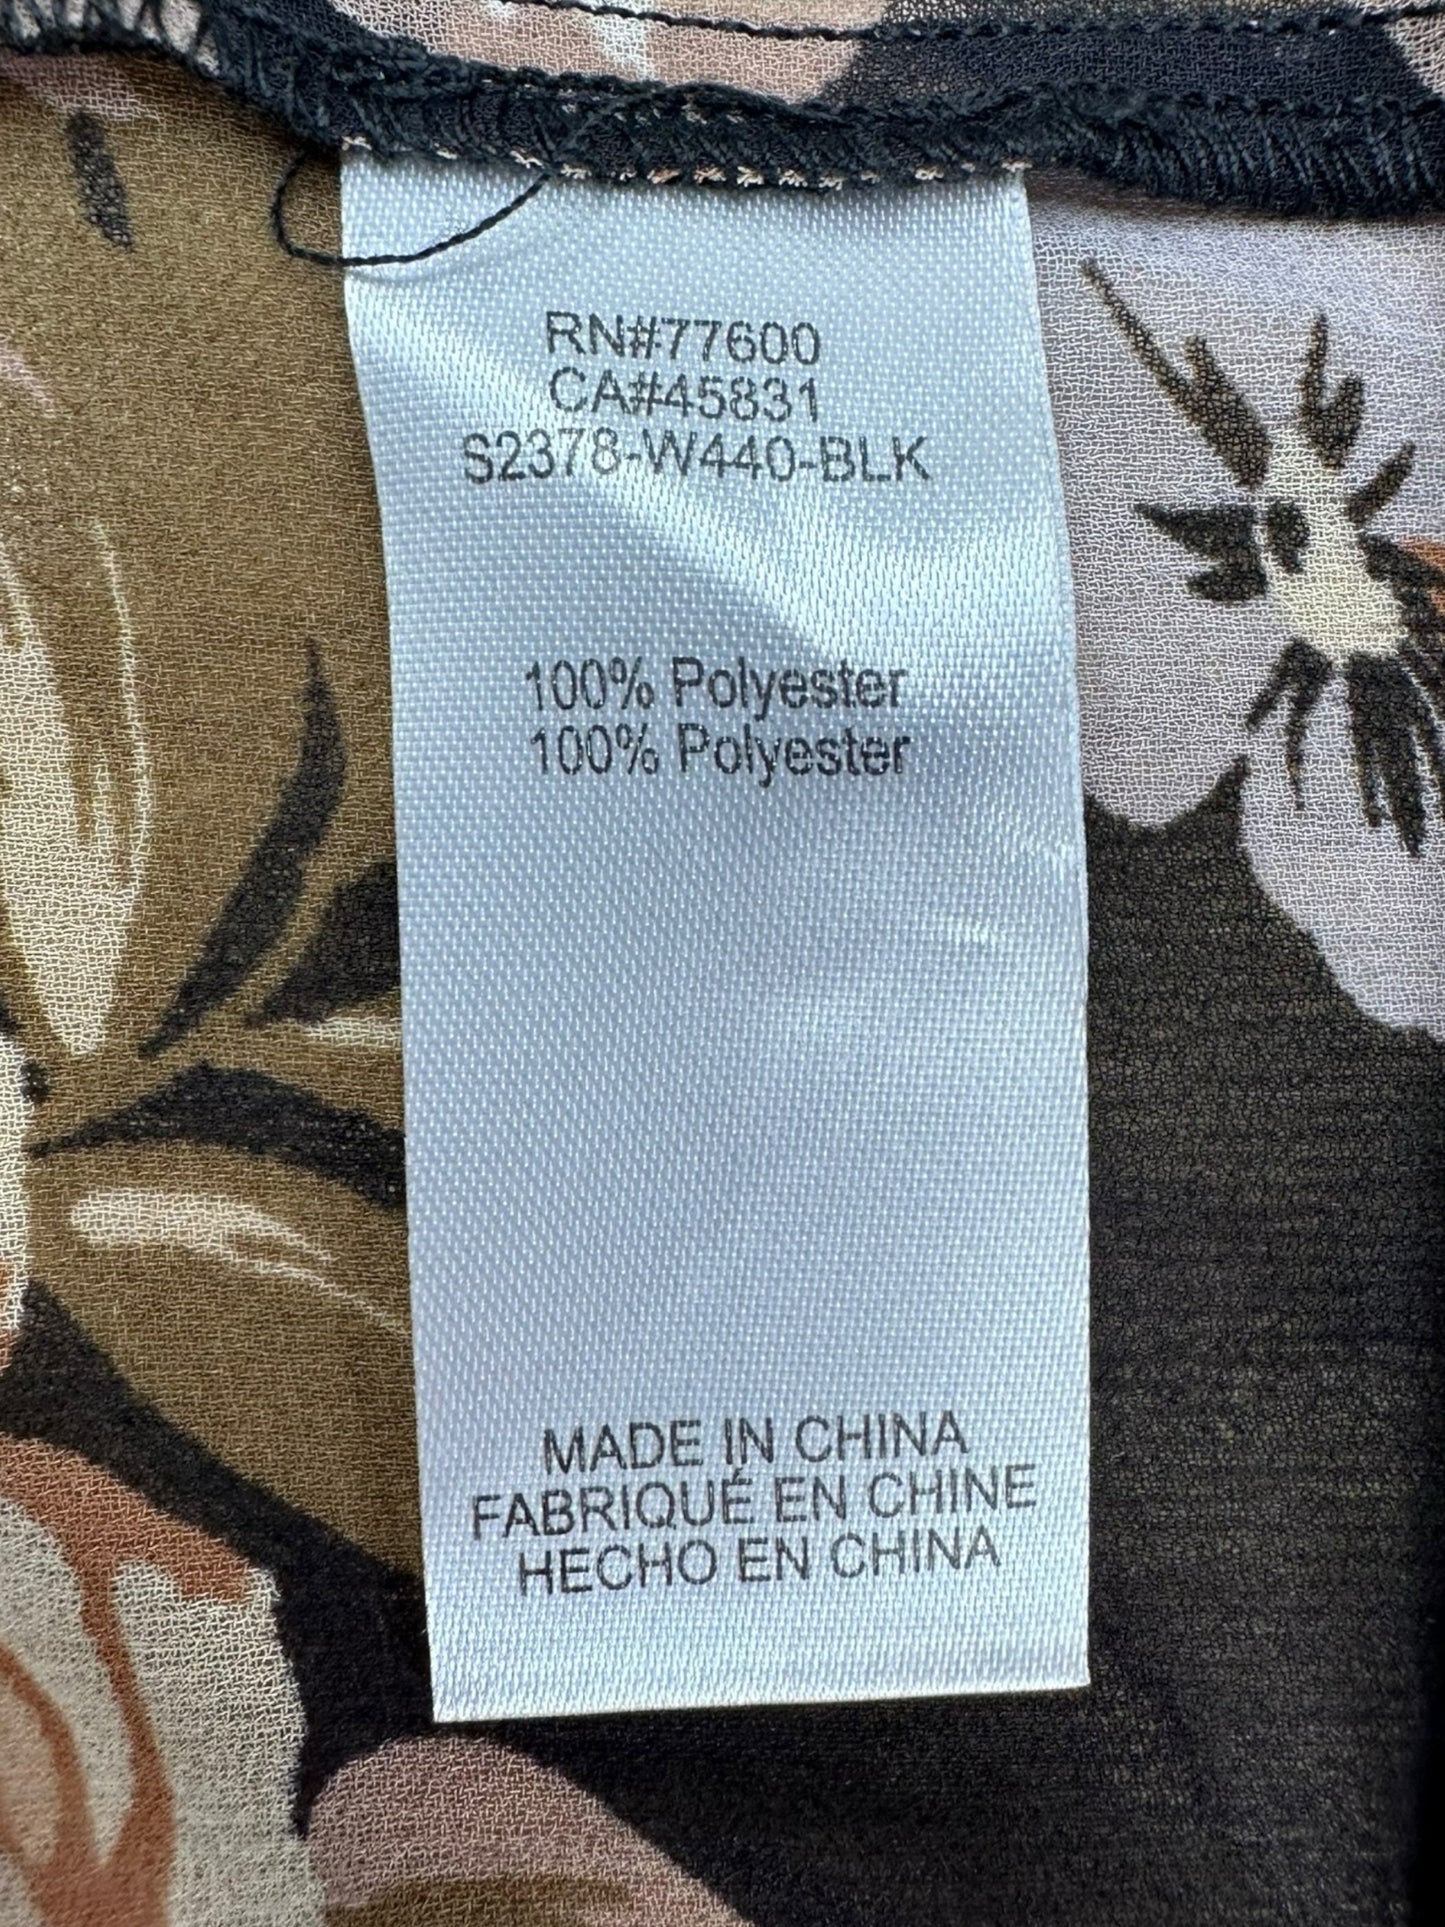 RN#77600
CA#45831
S2378-W440-BLK
100% Polyester
100% Polyester
MADE IN CHINA
FABRIQUÉ EN CHINE
HECHO EN CHINA